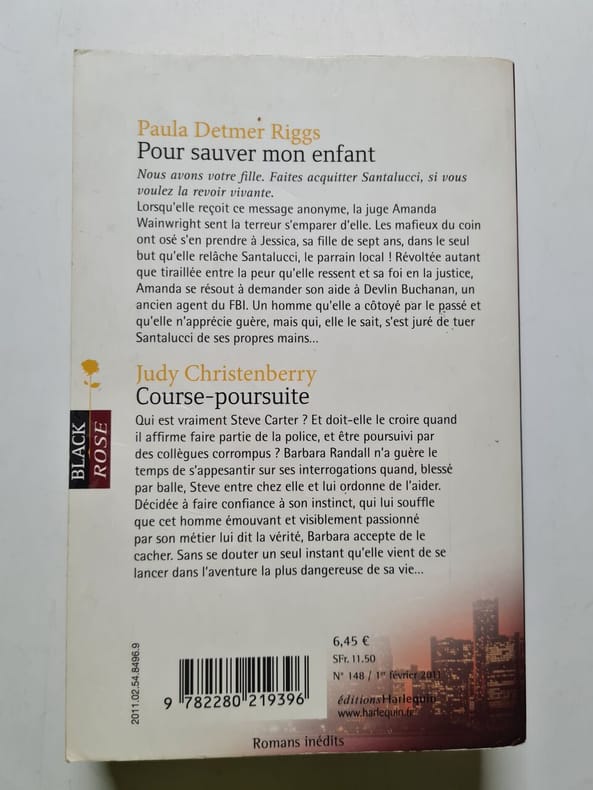 Paula Detmer Riggs
Pour sauver mon enfant
Nous avons votre fille. Faites acquitter Santalucci, si vous
voulez la revoir vivante.
Lorsqu'elle reçoit ce message anonyme, la juge Amanda
Wainwright sent la terreur s'emparer d'elle. Les mafieux du coin
ont osé s'en prendre à Jessica, sa fille de sept ans, dans le seul
but qu'elle relâche Santalucci, le parrain local ! Révoltée autant
que tiraillée entre la peur qu'elle ressent et sa foi en la justice,
Amanda se résout à demander son aide à Devlin Buchanan, un
ancien agent du FBI. Un homme qu'elle a côtoyé par le passé et
qu'elle n'apprécie guère, mais qui, elle le sait, s'est juré de tuer
Santalucci de ses propres mains...
Judy Christenberry
Course-poursuite
Qui est vraiment Steve Carter ? Et doit-elle le croire quand
il affirme faire partie de la police, et être poursuivi par
des collègues corrompus ? Barbara Randall n'a guère le
temps de s'appesantir sur ses interrogations quand, blessé
par balle, Steve entre chez elle et lui ordonne de l'aider.
Décidée à faire confiance à son instinct, qui lui souffle
que cet homme émouvant et visiblement passionné
par son métier lui dit la vérité, Barbara accepte de le
cacher. Sans se douter un seul instant qu'elle vient de se
lancer dans l'aventure la plus dangereuse de sa vie...
BLACK
ROSE
2011.02.54.8496.9
9 782280 219396
6,45 €
SFr. 11.50
N° 148 / 1er février 2011
éditions Harlequin
www.harlequin.fr
Romans inédits